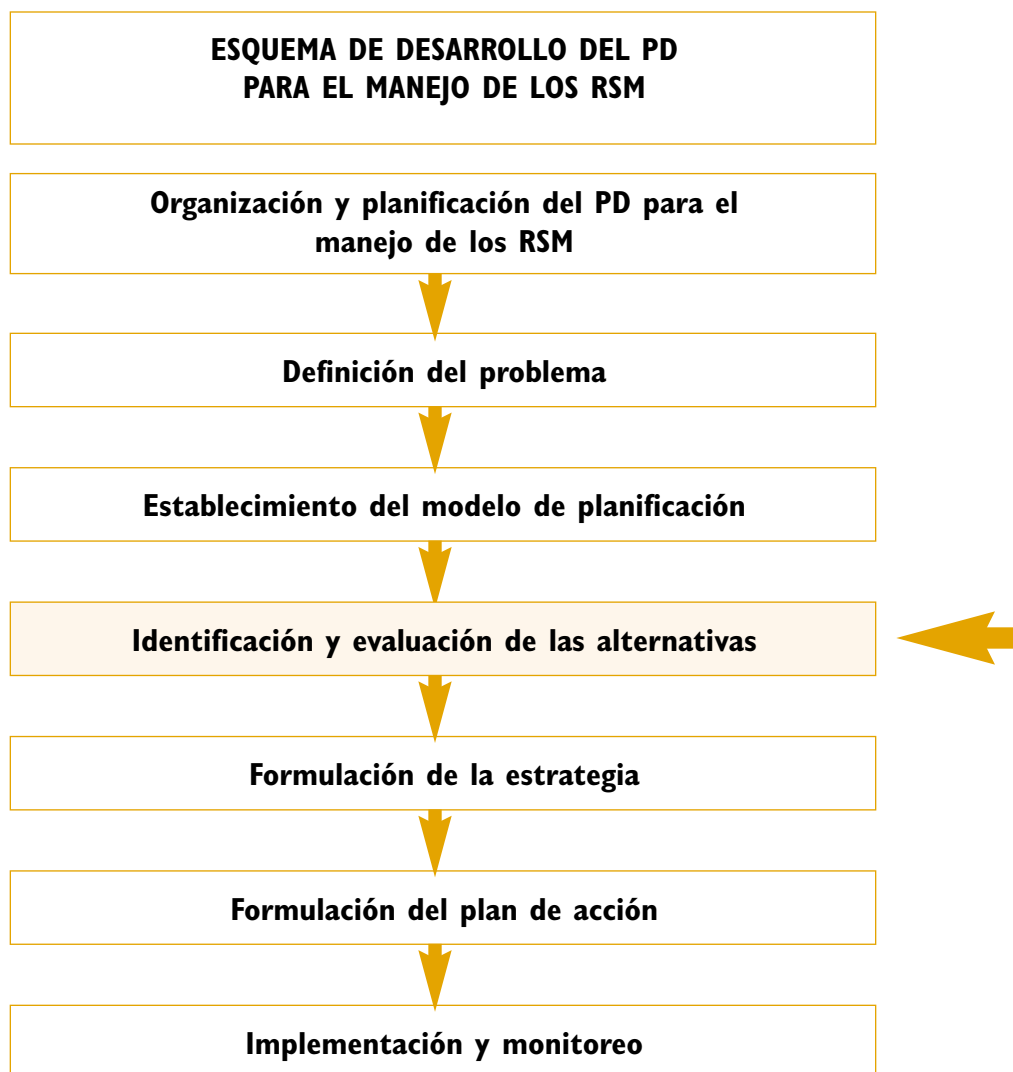 ESQUEMA DE DESARROLLO DEL PD
PARA EL MANEJO DE LOS RSM
Organización y planificación del PD para el
manejo de los RSM
Definición del problema
Establecimiento del modelo de planificación
Identificación y evaluación de las alternativas
Formulación de la estrategia
Formulación del plan de acción
Implementación y monitoreo